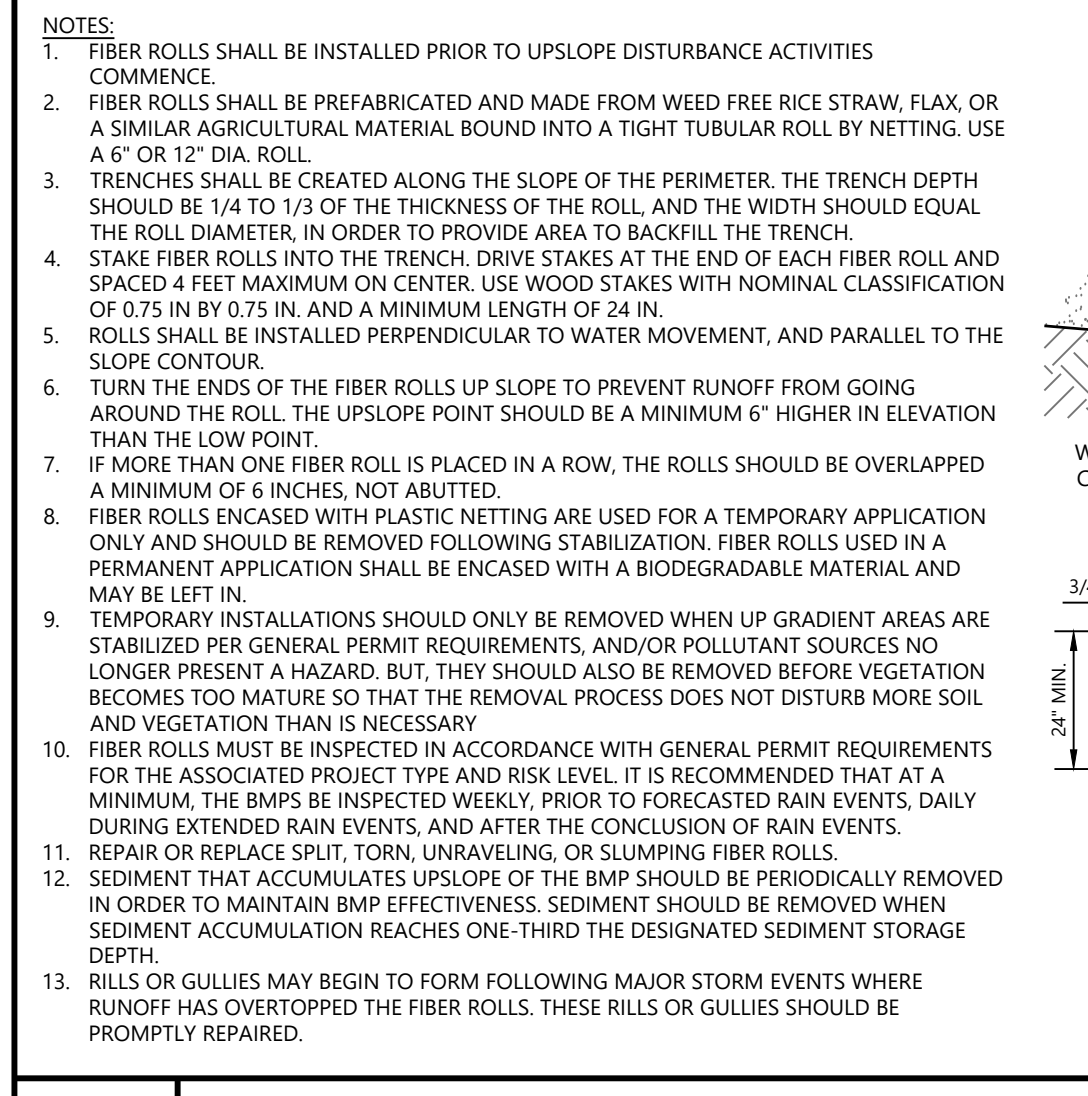 NOTES:
1. FIBER ROLLS SHALL BE INSTALLED PRIOR TO UPSLOPE DISTURBANCE ACTIVITIES
COMMENCE.
2. FIBER ROLLS SHALL BE PREFABRICATED AND MADE FROM WEED FREE RICE STRAW, FLAX, OR
A SIMILAR AGRICULTURAL MATERIAL BOUND INTO A TIGHT TUBULAR ROLL BY NETTING. USE
A 6" OR 12" DIA. ROLL.
3. TRENCHES SHALL BE CREATED ALONG THE SLOPE OF THE PERIMETER. THE TRENCH DEPTH
SHOULD BE 1/4 TO 1/3 OF THE THICKNESS OF THE ROLL, AND THE WIDTH SHOULD EQUAL
THE ROLL DIAMETER, IN ORDER TO PROVIDE AREA TO BACKFILL THE TRENCH.
4. STAKE FIBER ROLLS INTO THE TRENCH. DRIVE STAKES AT THE END OF EACH FIBER ROLL AND
SPACED 4 FEET MAXIMUM ON CENTER. USE WOOD STAKES WITH NOMINAL CLASSIFICATION
OF 0.75 IN BY 0.75 IN. AND A MINIMUM LENGTH OF 24 IN.
5. ROLLS SHALL BE INSTALLED PERPENDICULAR TO WATER MOVEMENT, AND PARALLEL TO THE
SLOPE CONTOUR.
6. TURN THE ENDS OF THE FIBER ROLLS UP SLOPE TO PREVENT RUNOFF FROM GOING
AROUND THE ROLL. THE UPSLOPE POINT SHOULD BE A MINIMUM 6" HIGHER IN ELEVATION
THAN THE LOW POINT.
7. IF MORE THAN ONE FIBER ROLL IS PLACED IN A ROW, THE ROLLS SHOULD BE OVERLAPPED
A MINIMUM OF 6 INCHES, NOT ABUTTED.
8. FIBER ROLLS ENCASED WITH PLASTIC NETTING ARE USED FOR A TEMPORARY APPLICATION
ONLY AND SHOULD BE REMOVED FOLLOWING STABILIZATION. FIBER ROLLS USED IN A
PERMANENT APPLICATION SHALL BE ENCASED WITH A BIODEGRADABLE MATERIAL AND
MAY BE LEFT IN.
9. TEMPORARY INSTALLATIONS SHOULD ONLY BE REMOVED WHEN UP GRADIENT AREAS ARE
STABILIZED PER GENERAL PERMIT REQUIREMENTS, AND/OR POLLUTANT SOURCES NO
LONGER PRESENT A HAZARD. BUT, THEY SHOULD ALSO BE REMOVED BEFORE VEGETATION
BECOMES TOO MATURE SO THAT THE REMOVAL PROCESS DOES NOT DISTURB MORE SOIL
AND VEGETATION THAN IS NECESSARY
10. FIBER ROLLS MUST BE INSPECTED IN ACCORDANCE WITH GENERAL PERMIT REQUIREMENTS
FOR THE ASSOCIATED PROJECT TYPE AND RISK LEVEL. IT IS RECOMMENDED THAT AT A
MINIMUM, THE BMPS BE INSPECTED WEEKLY, PRIOR TO FORECASTED RAIN EVENTS, DAILY
DURING EXTENDED RAIN EVENTS, AND AFTER THE CONCLUSION OF RAIN EVENTS.
11. REPAIR OR REPLACE SPLIT, TORN, UNRAVELING, OR SLUMPING FIBER ROLLS.
12. SEDIMENT THAT ACCUMULATES UPSLOPE OF THE BMP SHOULD BE PERIODICALLY REMOVED
IN ORDER TO MAINTAIN BMP EFFECTIVENESS. SEDIMENT SHOULD BE REMOVED WHEN
SEDIMENT ACCUMULATION REACHES ONE-THIRD THE DESIGNATED SEDIMENT STORAGE
DEPTH.
13. RILLS OR GULLIES MAY BEGIN TO FORM FOLLOWING MAJOR STORM EVENTS WHERE
RUNOFF HAS OVERTOPPED THE FIBER ROLLS. THESE RILLS OR GULLIES SHOULD BE
PROMPTLY REPAIRED.
24" MIN.